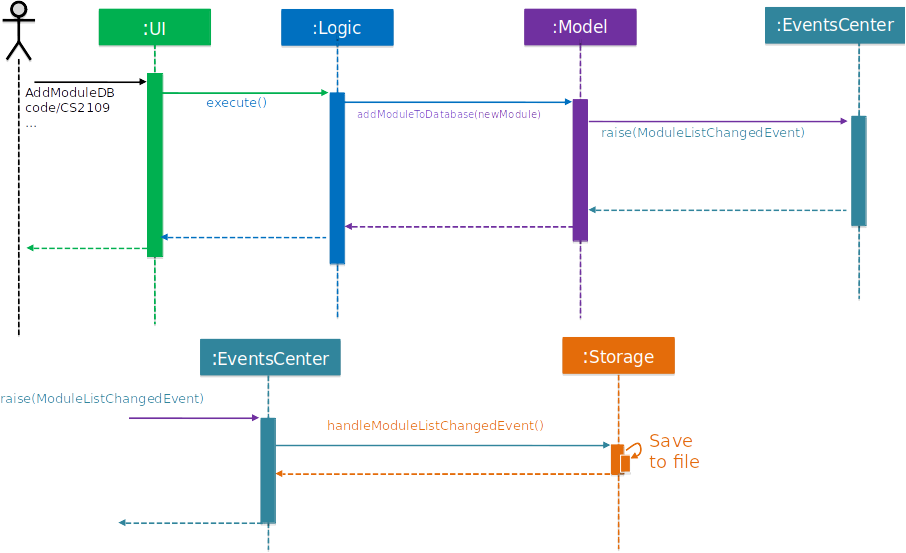 :UI
:Logic
:Model
:EventsCenter
AddModuleDB
code/CS2109
...
execute()
addModuleToDatabase(newModule)
raise(ModuleListChangedEvent)
:EventsCenter
:Storage
raise(ModuleListChangedEvent)
handleModuleListChangedEvent()
Save
to file